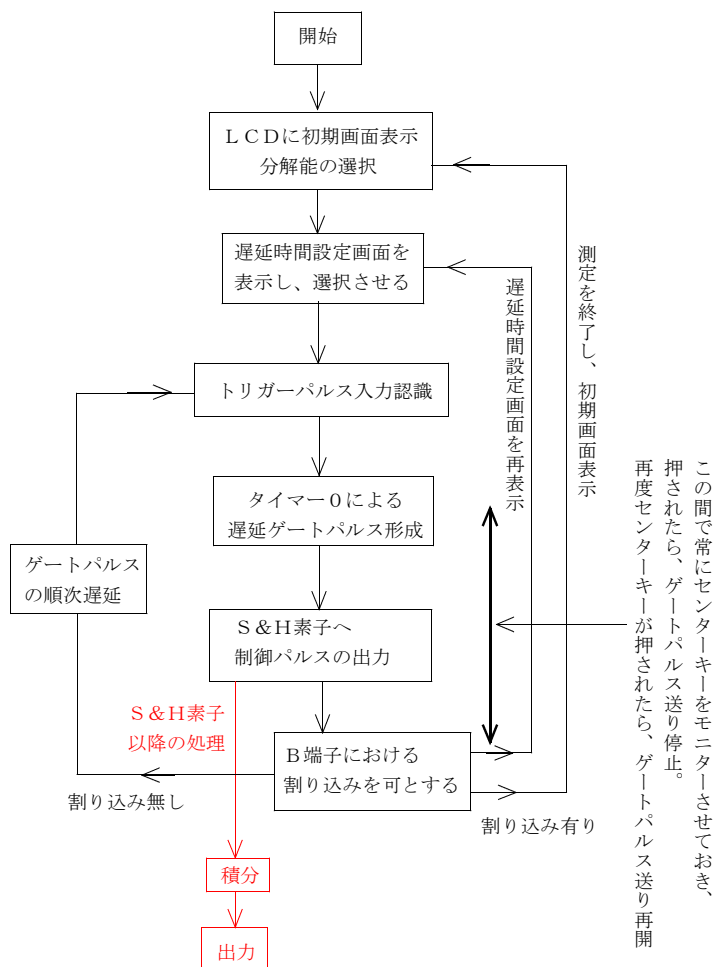 開始
ＬＣＤに初期画面表示
分解能の選択
遅延時間設定画面を
表示し、選択させる
トリガーパルス入力認識
タイマー０による
遅延ゲートパルス形成
ゲートパルス
の順次遅延
Ｓ＆Ｈ素子へ
制御パルスの出力
Ｓ＆Ｈ素子
以降の処理
Ｂ端子における
割り込みを可とする
割り込み無し
割り込み有り
積分
出力
遅延時間設定画面を再表示
測定を終了し、初期画面表示
この間で常にセンターキーをモニターさせておき、
押されたら、ゲートパルス送り停止。
再度センターキーが押されたら、ゲートパルス送り再開